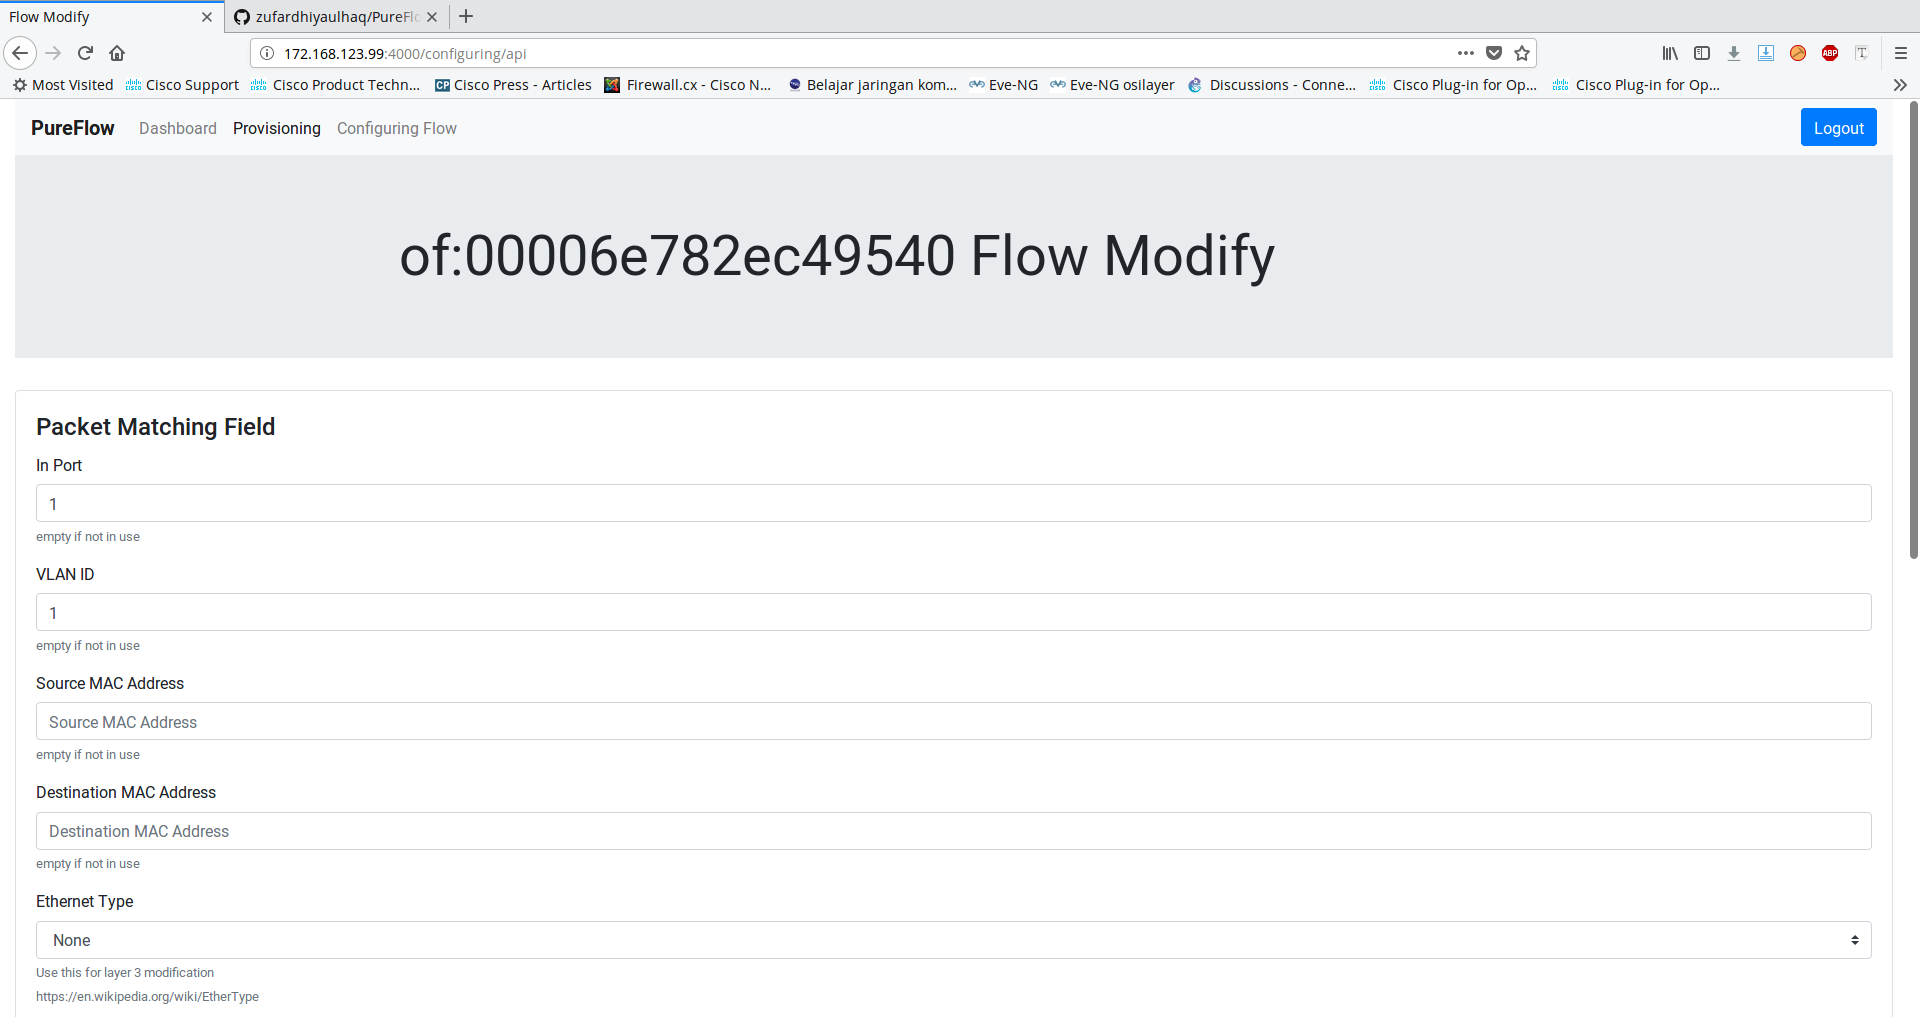 Flow Modify
zufardhiyaulhaq/PureFlo
172.168.123.99:4000/configuring/api
Most Visited Cisco Support Cisco Product Techn... CP Cisco Press - Articles Firewall.cx - Cisco N... Belajar jaringan kom... Eve-NG Eve-NG osilayer Discussions - Conne... Cisco Plug-in for Op... Cisco Plug-in for Op...
PureFlow Dashboard Provisioning Configuring Flow Logout
of:00006e782ec49540 Flow Modify
Packet Matching Field
In Port
1
empty if not in use
VLAN ID
1
empty if not in use
Source MAC Address
Source MAC Address
empty if not in use
Destination MAC Address
Destination MAC Address
empty if not in use
Ethernet Type
None
Use this for layer 3 modification
https://en.wikipedia.org/wiki/EtherType